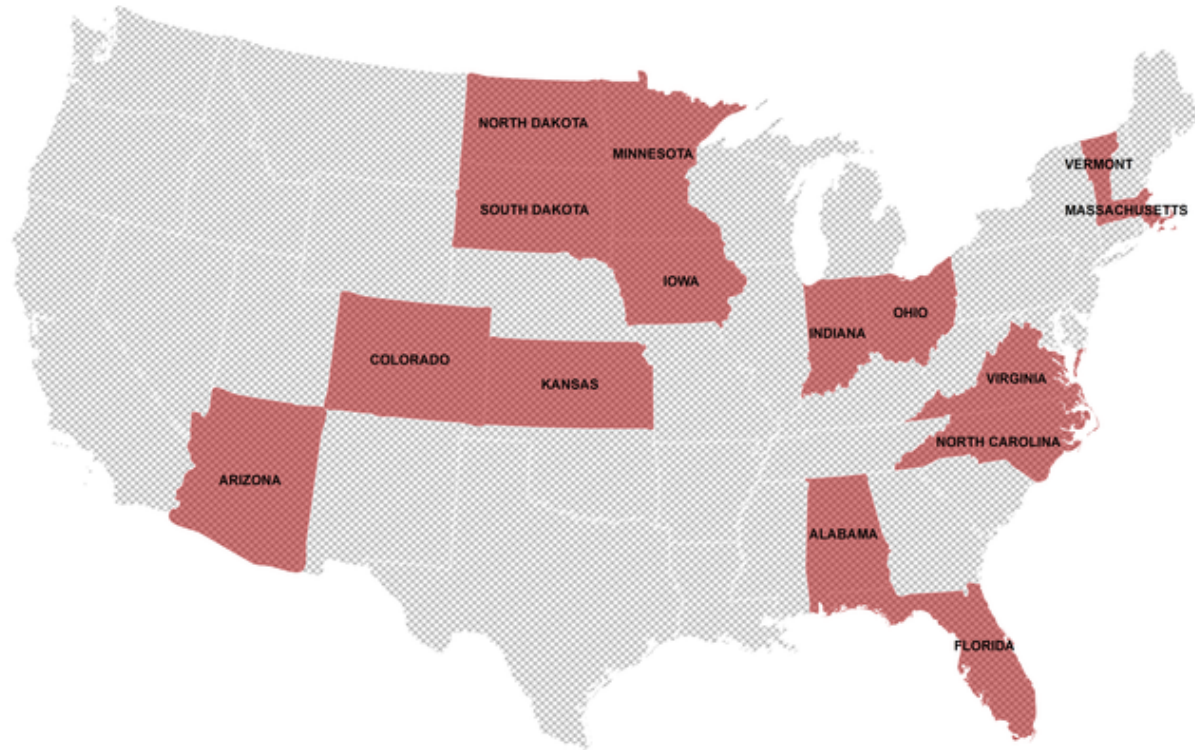 NORTH DAKOTA
MINNESOTA
VERMONT
SOUTH DAKOTA
MASSACHUSETTS
IOWA
OHIO
INDIANA
COLORADO
KANSAS
VIRGINIA
NORTH CAROLINA
ARIZONA
ALABAMA
FLORIDA